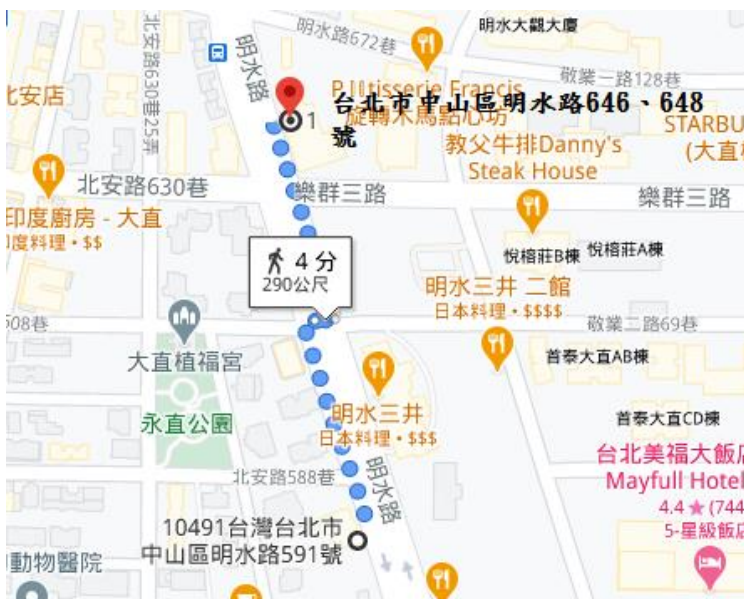 明水路672巷
明水大觀大廈
明水路
北安路630巷25弄
敬業一路128巷
七安店
Pâtisserie Francis
旋轉木馬點心坊
台北市中山區明水路646、648
號
1
STARBU
(大直
教父牛排Danny's
Steak House
北安路630巷
樂群三路
樂群三路
印度廚房 - 大直
印度料理・$$
悅榕莊B棟
悅榕莊A棟
4 分
290公尺
明水三井 二館
日本料理・$$$$
508巷
敬業二路69巷
大直植福宮
首泰大直AB棟
明水三井
日本料理・$$$
永直公園
首泰大直CD棟
台北美福大飯店
Mayfull Hotel
4.4 ★ (744
5-星級飯店
北安路588巷
明水路
10491台灣台北市
中山區明水路591號
動物醫院